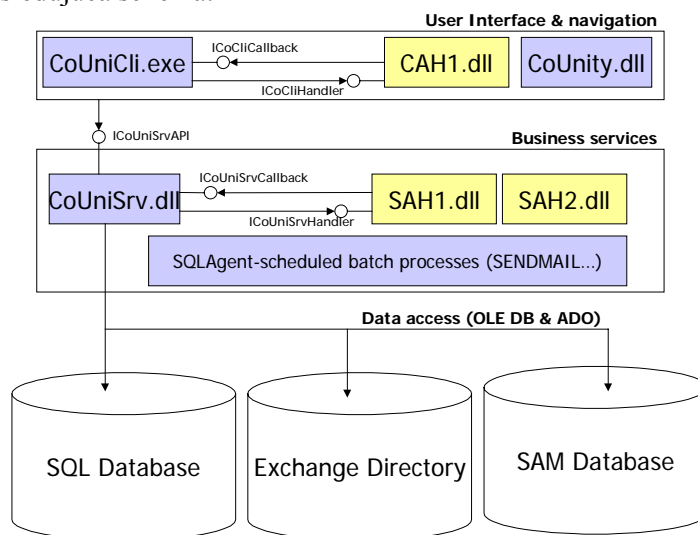 User Interface & navigation
CoUniCli.exe
ICoCliCallback
ICoCliHandler
CAH1.dll
CoUnity.dll
ICoUniSrvAPI
Business services
CoUniSrv.dll
ICoUniSrvCallback
ICoUniSrvHandler
SAH1.dll
SAH2.dll
SQLAgent-scheduled batch processes (SENDMAIL...)
Data access (OLE DB & ADO)
SQL Database
Exchange Directory
SAM Database